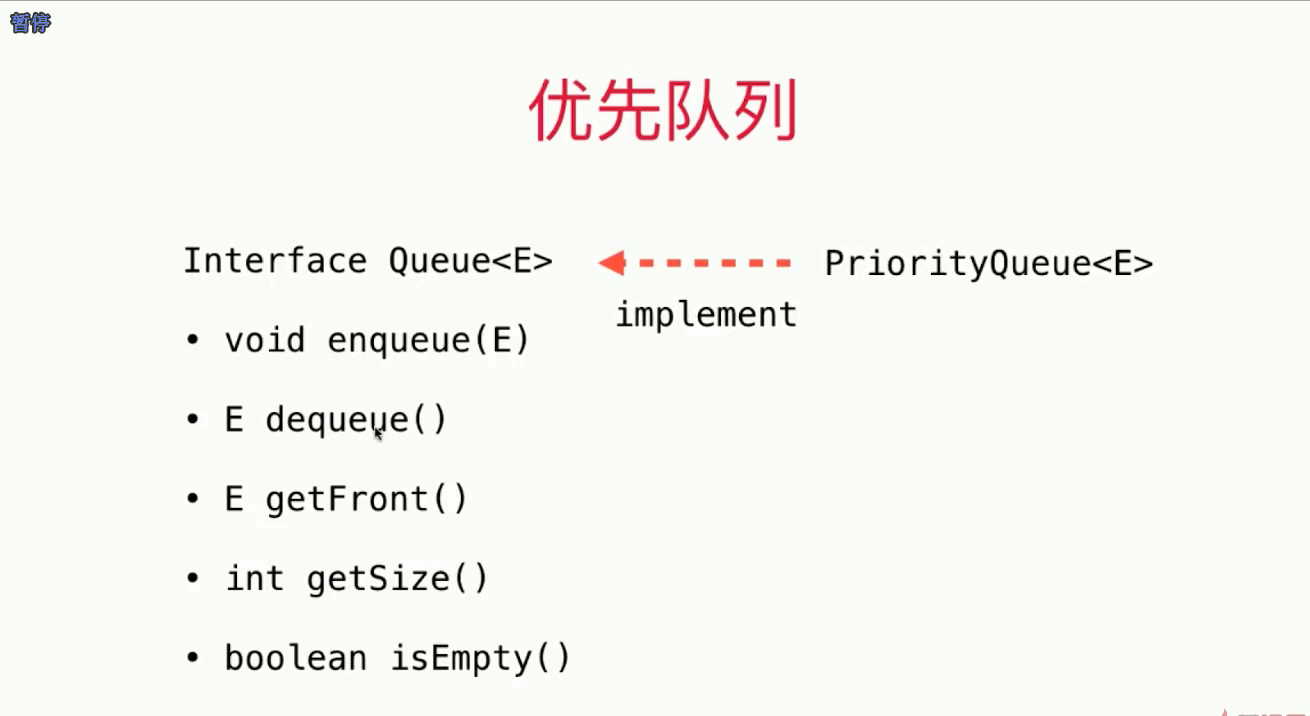 暂停
优先队列
Interface Queue<E>
PriorityQueue<E>
implement
• void enqueue(E)
• E dequeue()
• E getFront()
• int getSize()
• boolean isEmpty()